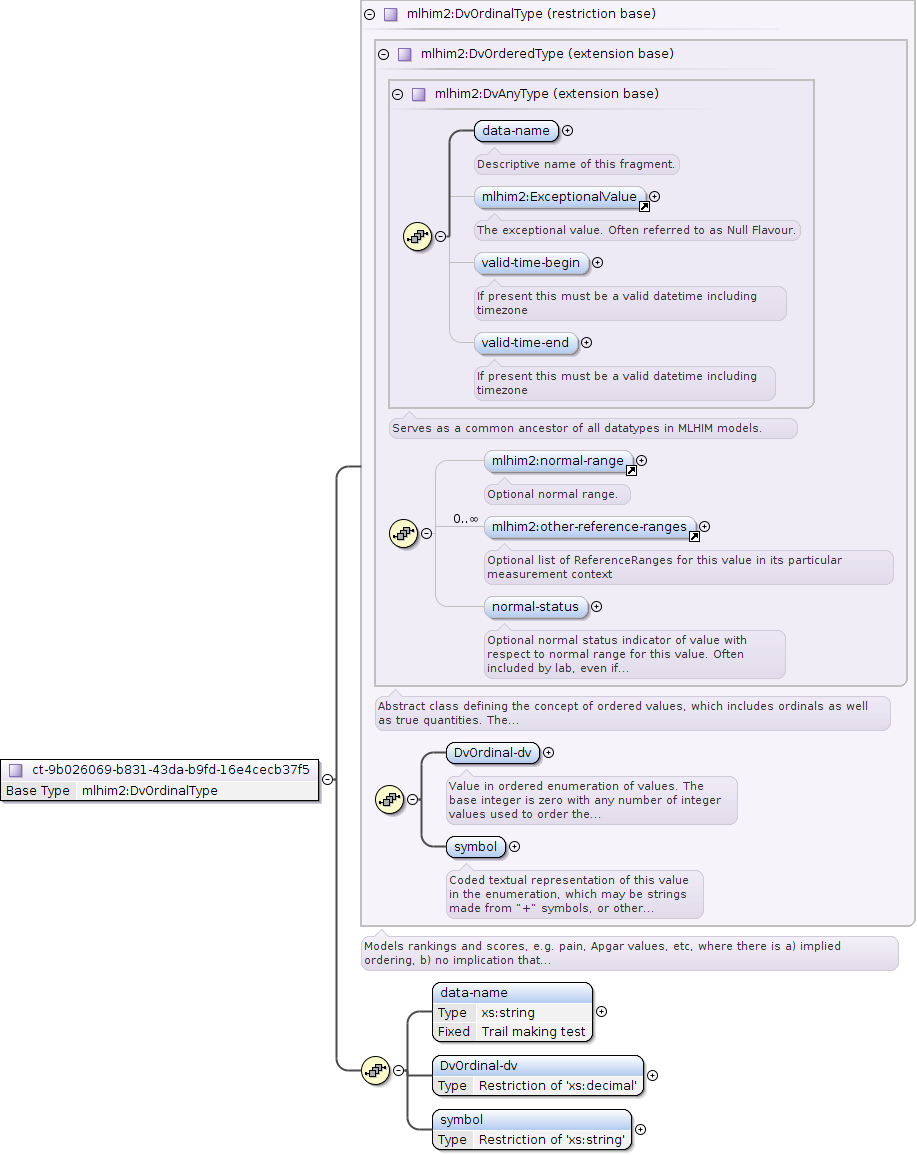 mlhim2:DvOrdinalType (restriction base)
mlhim2:DvOrderedType (extension base)
mlhim2:DvAnyType (extension base)
data-name
Descriptive name of this fragment.
mlhim2:ExceptionalValue
The exceptional value. Often referred to as Null Flavour.
valid-time-begin
If present this must be a valid datetime including
timezone
valid-time-end
If present this must be a valid datetime including
timezone
Serves as a common ancestor of all datatypes in MLHIM models.
mlhim2:normal-range
Optional normal range.
0..∞
mlhim2:other-reference-ranges
Optional list of ReferenceRanges for this value in its particular
measurement context
normal-status
Optional normal status indicator of value with
respect to normal range for this value. Often
included by lab, even if...
Abstract class defining the concept of ordered values, which includes ordinals as well
as true quantities. The...
DvOrdinal-dv
Value in ordered enumeration of values. The
base integer is zero with any number of integer
values used to order the...
symbol
Coded textual representation of this value
in the enumeration, which may be strings
made from "+" symbols, or other...
Models rankings and scores, e.g. pain, Apgar values, etc, where there is a) implied
ordering, b) no implication that...
ct-9b026069-b831-43da-b9fd-16e4cecb37f5
Base Type mlhim2:DvOrdinalType
data-name
Type xs:string
Fixed Trail making test
DvOrdinal-dv
Type Restriction of 'xs:decimal'
symbol
Type Restriction of 'xs:string'